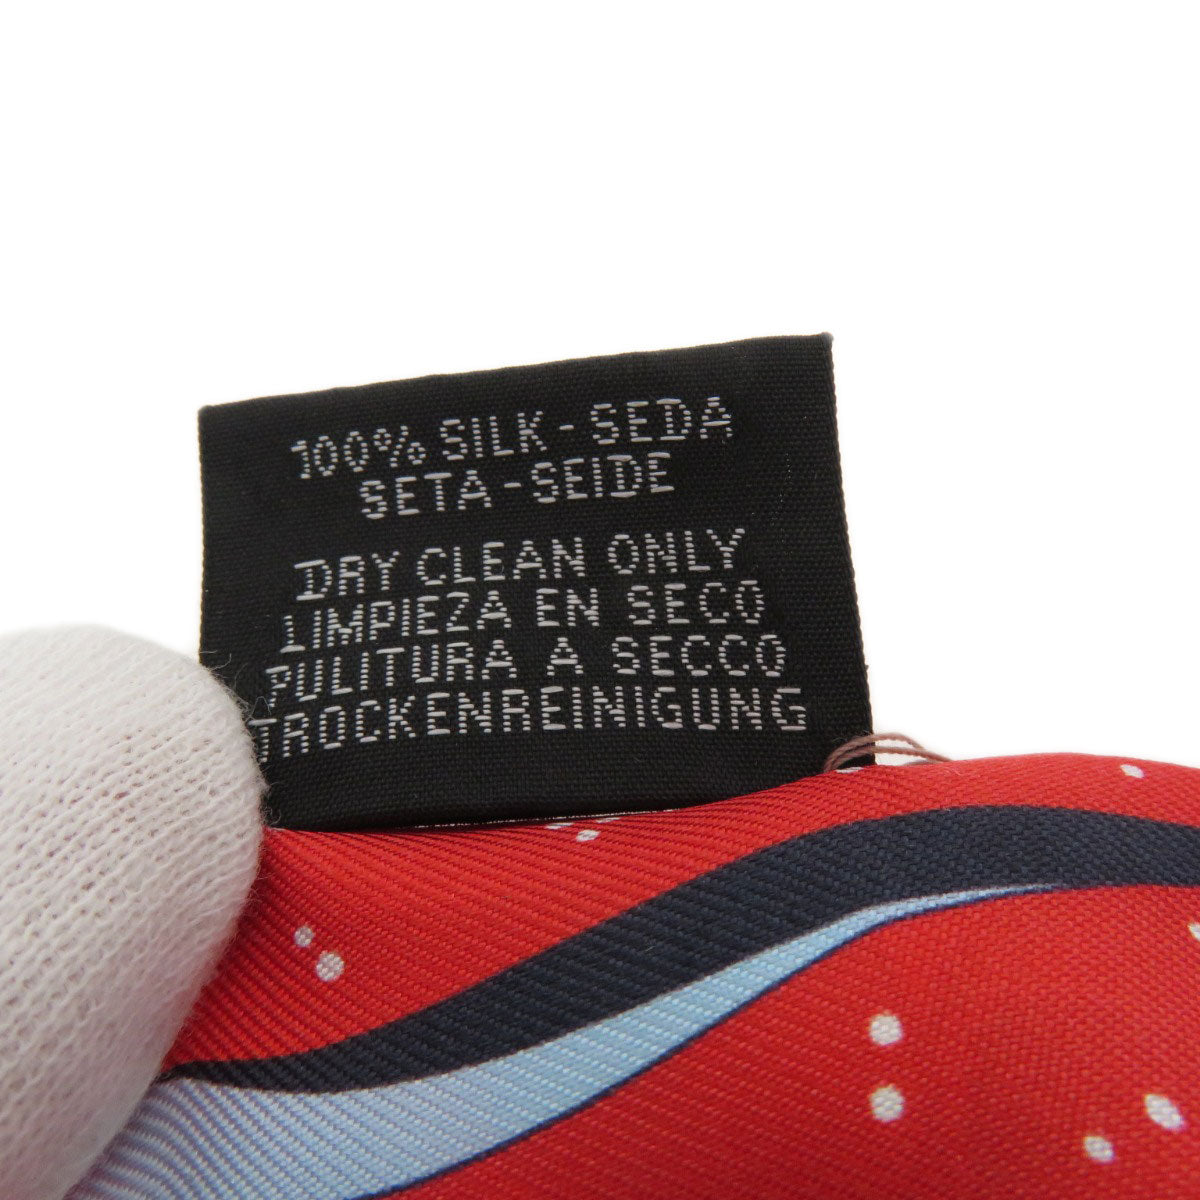 100% SILK - SEDA
SETA - SEIDE
DRY CLEAN ONLY
LIMPIEZA EN SECO
PULITURA A SECCO
TROCKENREINIGUNG